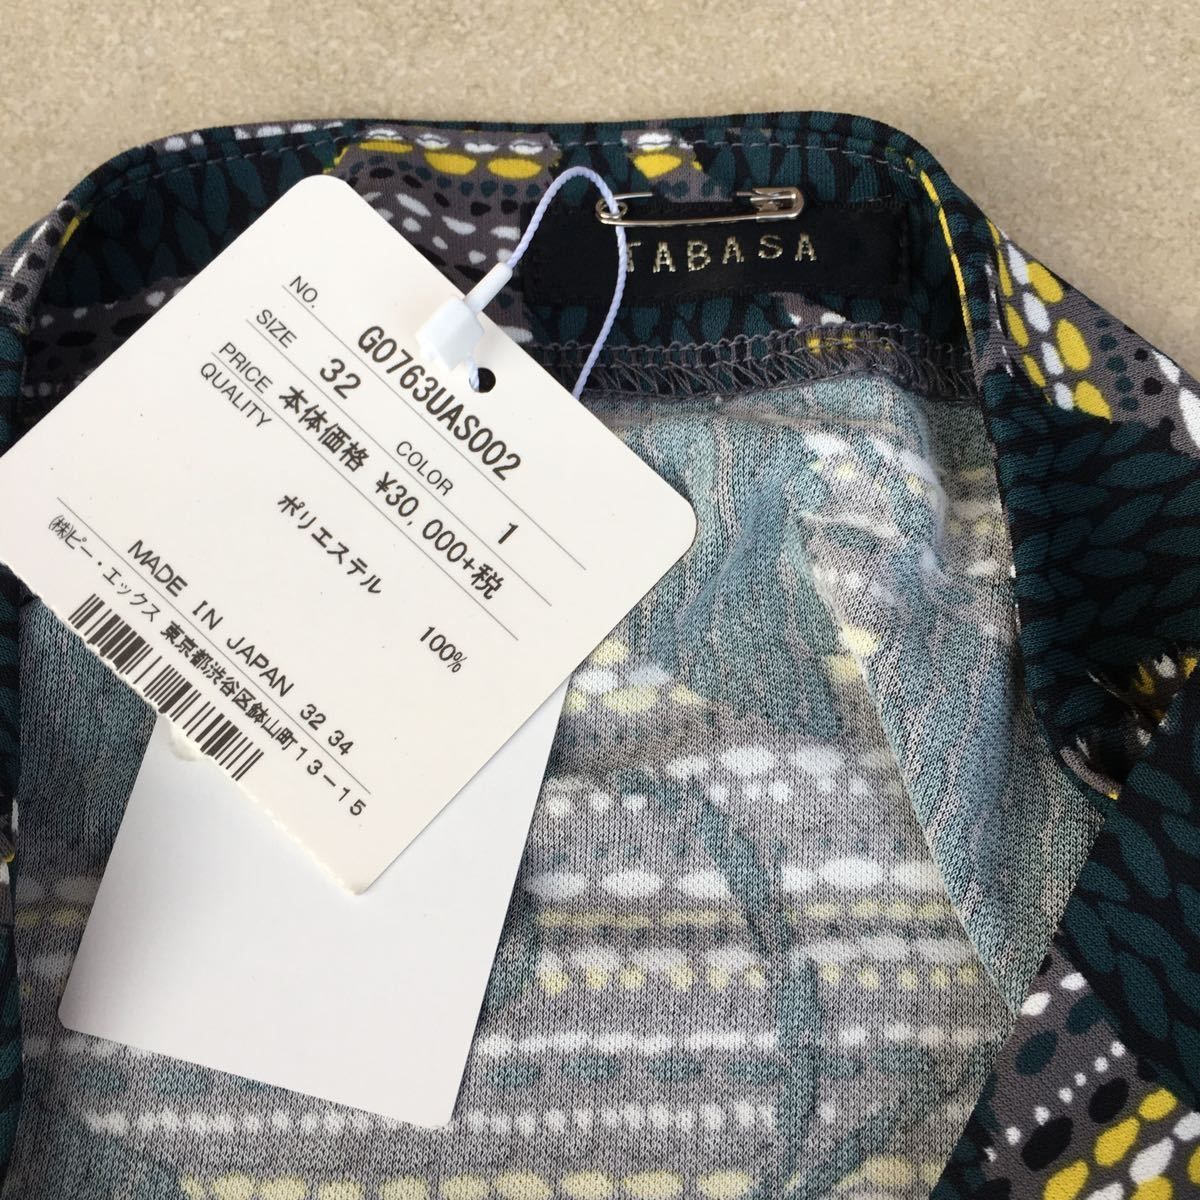 TABASA
NO. G0763UAS002
SIZE 32 COLOR 1
PRICE 本体価格 ¥30,000+税
QUALITY
ポリエステル 100%
MADE IN JAPAN 32 34
㈱ピー・エックス 東京都渋谷区鉢山町13-15